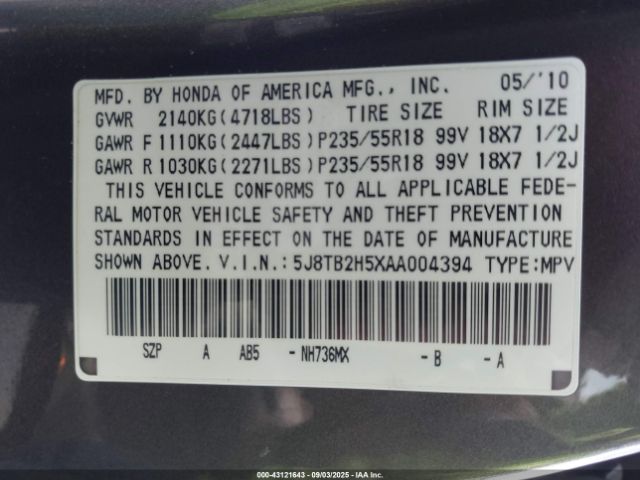 MFD. BY HONDA OF AMERICA MFG., INC. 05/'10
GVWR 2140KG(4718LBS) TIRE SIZE RIM SIZE
GAWR F 1110KG(2447LBS)P235/55R18 99V 18X7 1/2J
GAWR R 1030KG(2271LBS)P235/55R18 99V 18X7 1/2J
THIS VEHICLE CONFORMS TO ALL APPLICABLE FEDE-
RAL MOTOR VEHICLE SAFETY AND THEFT PREVENTION
STANDARDS IN EFFECT ON THE DATE OF MANUFACTURE
SHOWN ABOVE. V.I.N.:5J8TB2H5XAA004394 TYPE:MPV
SZP A AB5 -NH736MX -B -A
000-43121643 - 09/03/2025 - IAAI.COM